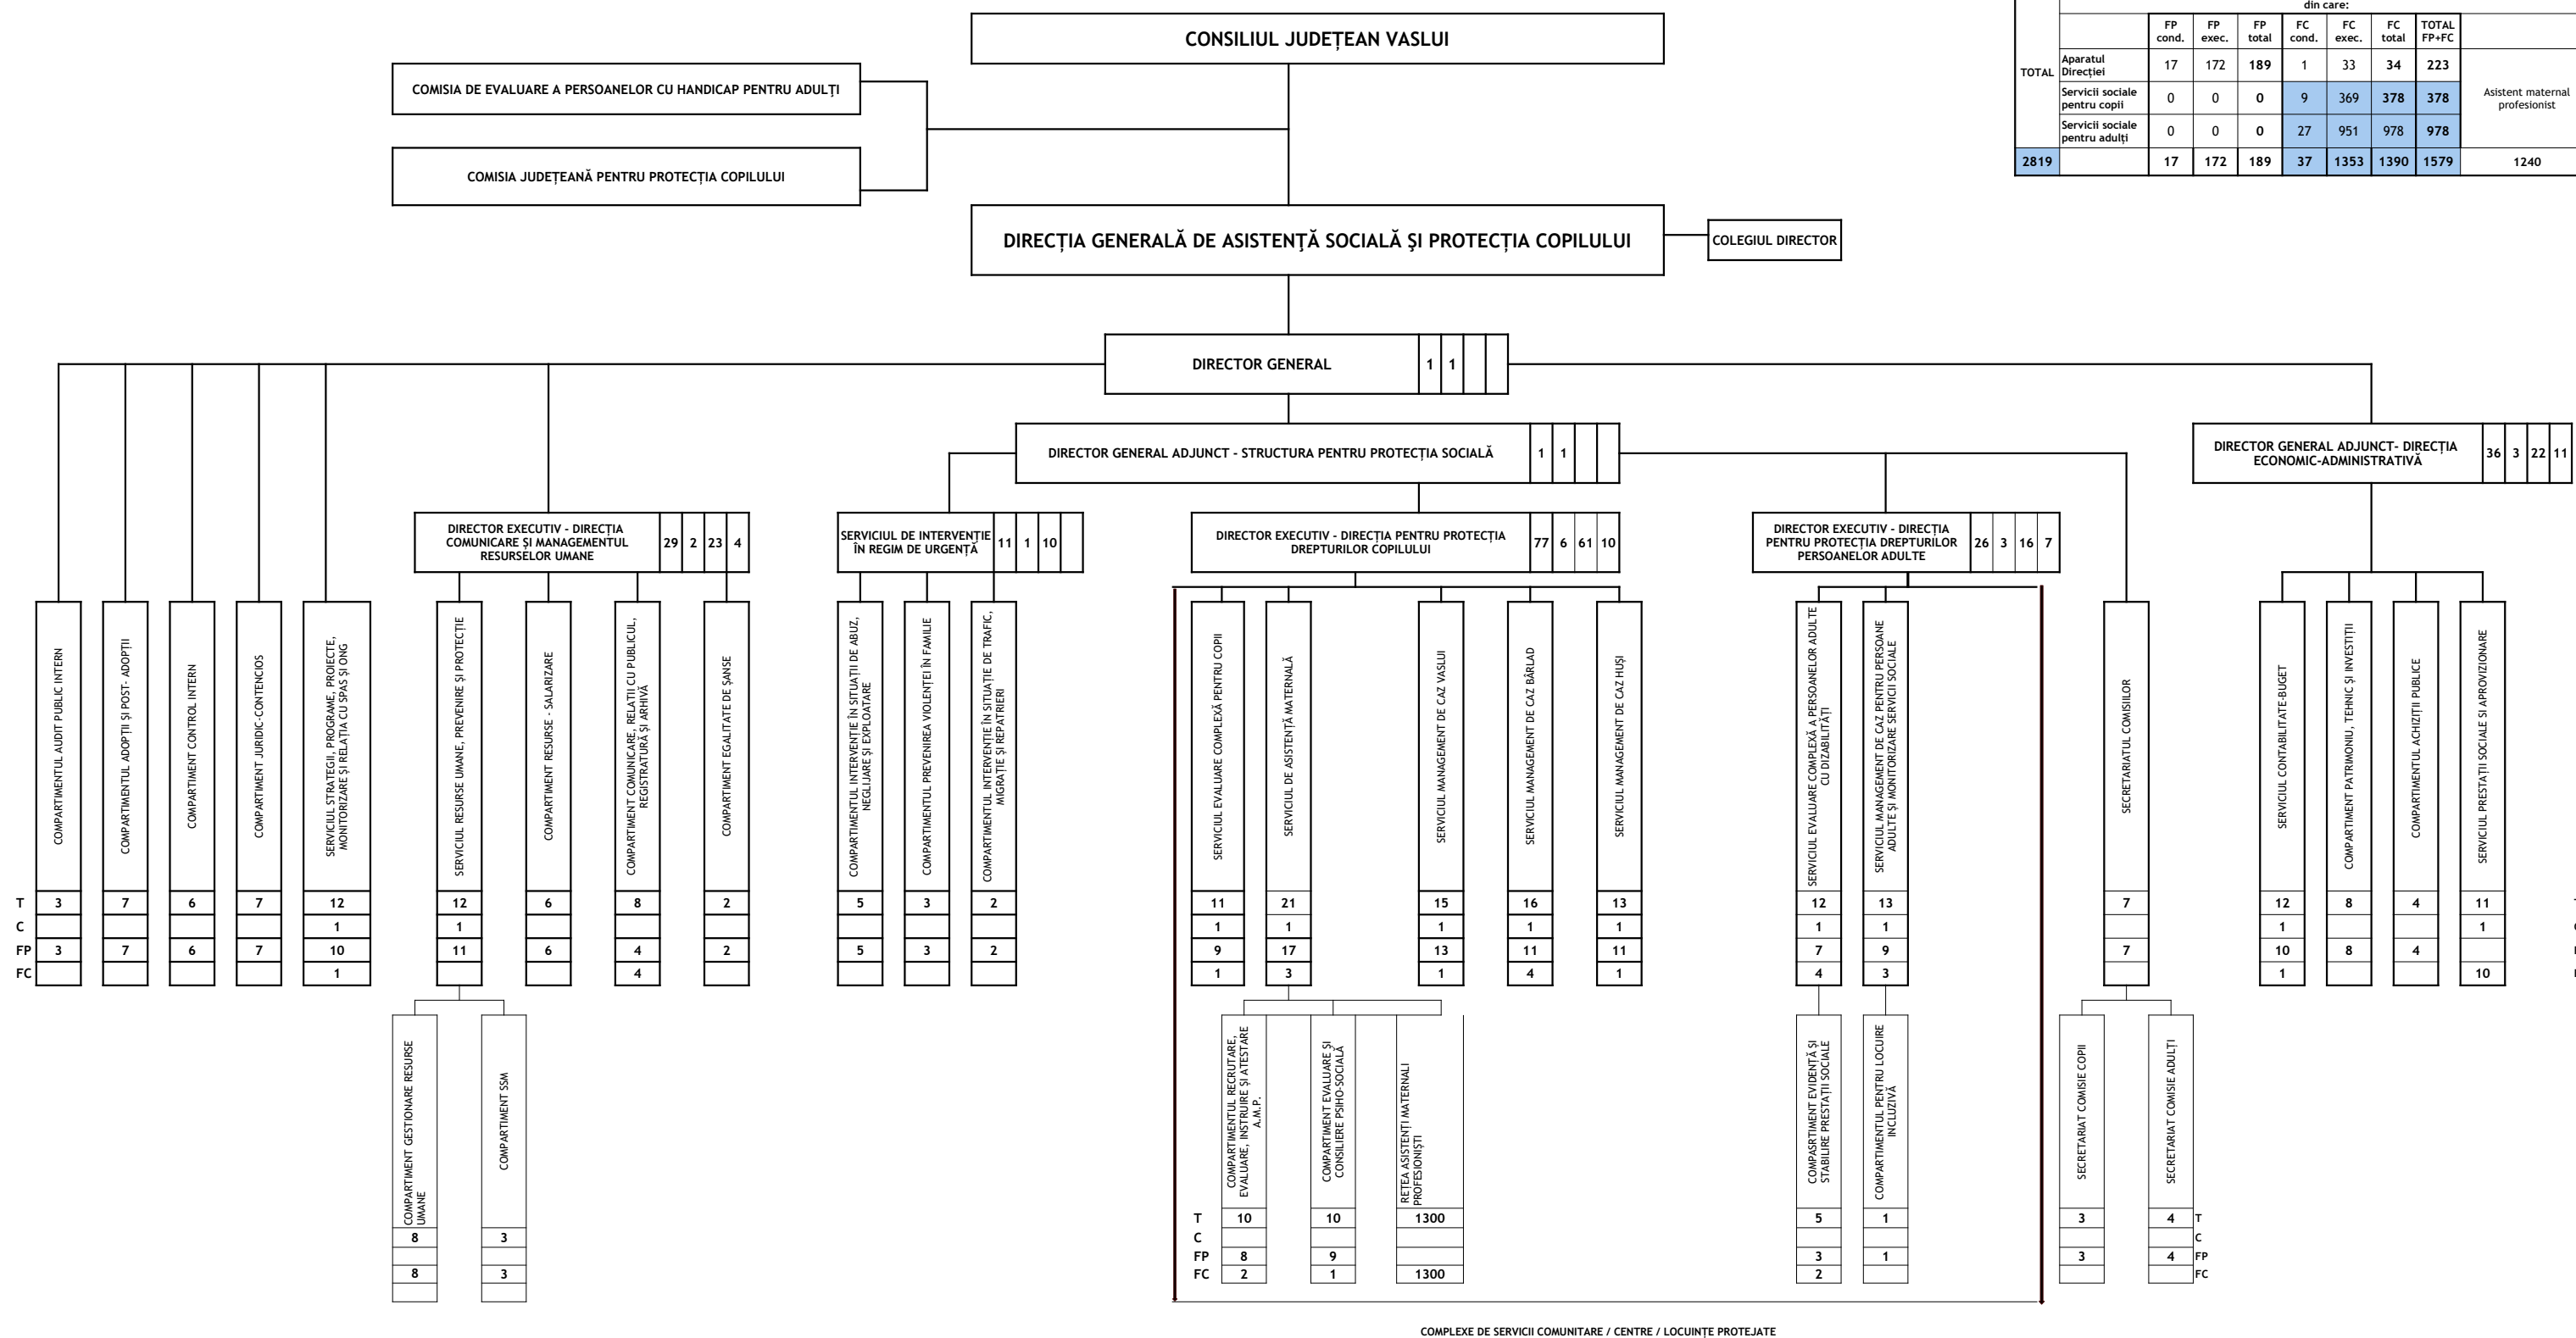 din care:
FP cond. FP exec. FP total FC cond. FC exec. FC total TOTAL FP+FC
TOTAL Aparatul Direcției 17 172 189 1 33 34 223
Servicii sociale pentru copii 0 0 0 9 369 378 378 Asistent maternal profesionist
Servicii sociale pentru adulți 0 0 0 27 951 978 978
2819 17 172 189 37 1353 1390 1579 1240
CONSILIUL JUDEȚEAN VASLUI
COMISIA DE EVALUARE A PERSOANELOR CU HANDICAP PENTRU ADULȚI
COMISIA JUDEȚEANĂ PENTRU PROTECȚIA COPILULUI
DIRECȚIA GENERALĂ DE ASISTENŢĂ SOCIALĂ ŞI PROTECȚIA COPILULUI
COLEGIUL DIRECTOR
DIRECTOR GENERAL 1 1
DIRECTOR GENERAL ADJUNCT - STRUCTURA PENTRU PROTECȚIA SOCIALĂ 1 1
DIRECTOR GENERAL ADJUNCT- DIRECȚIA
ECONOMIC-ADMINISTRATIVĂ
36 3 22 11
DIRECTOR EXECUTIV - DIRECȚIA
COMUNICARE ȘI MANAGEMENTUL
RESURSELOR UMANE
29 2 23 4
SERVICIUL DE INTERVENȚIE
ÎN REGIM DE URGENȚĂ
11 1 10
DIRECTOR EXECUTIV - DIRECȚIA PENTRU PROTECȚIA
DREPTURILOR COPILULUI
77 6 61 10
DIRECTOR EXECUTIV - DIRECȚIA
PENTRU PROTECȚIA DREPTURILOR
PERSOANELOR ADULTE
26 3 16 7
COMPARTIMENTUL AUDIT PUBLIC INTERN
COMPARTIMENTUL ADOPȚII ȘI POST- ADOPȚII
COMPARTIMENT CONTROL INTERN
COMPARTIMENT JURIDIC-CONTENCIOS
SERVICIUL STRATEGII, PROGRAME, PROIECTE,
MONITORIZARE ȘI RELAȚIA CU SPAS ȘI ONG
SERVICIUL RESURSE UMANE, PREVENIRE ȘI PROTECȚIE
COMPARTIMENT RESURSE - SALARIZARE
COMPARTIMENT COMUNICARE, RELATII CU PUBLICUL,
REGISTRATURĂ ȘI ARHIVĂ
COMPARTIMENT EGALITATE DE ȘANSE
COMPARTIMENTUL INTERVENȚIE ÎN SITUAȚII DE ABUZ,
NEGLIJARE ȘI EXPLOATARE
COMPARTIMENTUL PREVENIREA VIOLENȚEI ÎN FAMILIE
COMPARTIMENTUL INTERVENȚIE ÎN SITUAȚIE DE TRAFIC,
MIGRAȚIE ȘI REPATRIERI
SERVICIUL EVALUARE COMPLEXĂ PENTRU COPII
SERVICIUL DE ASISTENȚĂ MATERNALĂ
SERVICIUL MANAGEMENT DE CAZ VASLUI
SERVICIUL MANAGEMENT DE CAZ BÂRLAD
SERVICIUL MANAGEMENT DE CAZ HUȘI
SERVICIUL EVALUARE COMPLEXĂ A PERSOANELOR ADULTE
CU DIZABILITĂȚI
SERVICIUL MANAGEMENT DE CAZ PENTRU PERSOANE
ADULTE ȘI MONITORIZARE SERVICII SOCIALE
SECRETARIATUL COMISIILOR
SERVICIUL CONTABILITATE-BUGET
COMPARTIMENT PATRIMONIU, TEHNIC ȘI INVESTIȚII
COMPARTIMENTUL ACHIZIȚII PUBLICE
SERVICIUL PRESTAȚII SOCIALE SI APROVIZIONARE
T 3 7 6 7 12 12 6 8 2 5 3 2 11 21 15 16 13 12 13 7 12 8 4 11
C 1 1 1 1 1 1 1 1 1 1 1
FP 3 7 6 7 10 11 6 4 2 5 3 2 9 17 13 11 11 7 9 7 10 8 4
FC 1 4 1 3 1 4 1 4 3 1 10
COMPARTIMENT GESTIONARE RESURSE
UMANE
COMPARTIMENT SSM
COMPARTIMENTUL RECRUTARE,
EVALUARE, INSTRUIRE ȘI ATESTARE
A.M.P.
COMPARTIMENT EVALUARE ȘI
CONSILIERE PSIHO-SOCIALĂ
REȚEA ASISTENȚI MATERNALI
PROFESIONIȘTI
COMPASRTIMENT EVIDENȚĂ ȘI
STABILIRE PRESTAȚII SOCIALE
COMPARTIMENTUL PENTRU LOCUIRE
INCLUZIVĂ
SECRETARIAT COMISIE COPII
SECRETARIAT COMISIE ADULȚI
T 10 10 1300 5 1 3 4 T
8 3
C C
FP 8 9 3 1 3 4 FP
8 3
FC 2 1 1300 2 FC
COMPLEXE DE SERVICII COMUNITARE / CENTRE / LOCUINȚE PROTEJATE